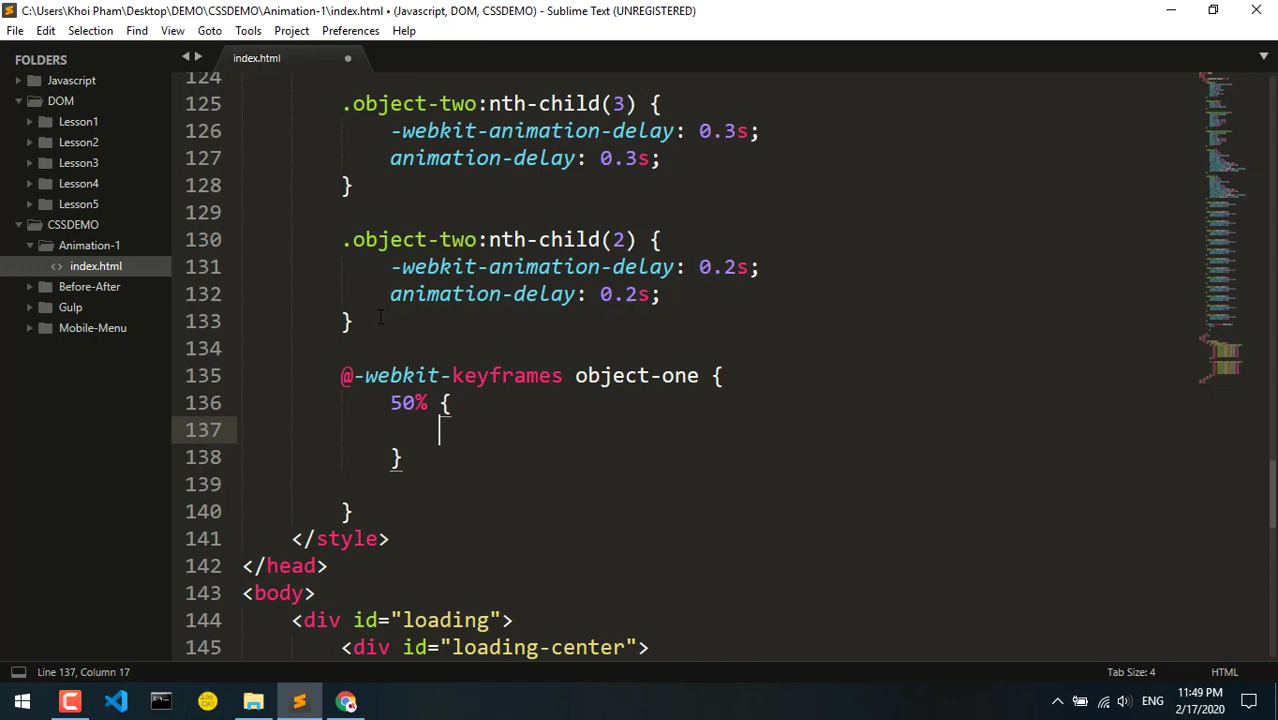 C:\Users\Khoi Pham\Desktop\DEMO\CSSDEMO\Animation-1\index.html • (Javascript, DOM, CSSDEMO) - Sublime Text (UNREGISTERED)
File Edit Selection Find View Goto Tools Project Preferences Help
FOLDERS
Javascript
DOM
Lesson1
Lesson2
Lesson3
Lesson4
Lesson5
CSSDEMO
Animation-1
index.html
Before-After
Gulp
Mobile-Menu
index.html
124
125 .object-two:nth-child(3) {
126 -webkit-animation-delay: 0.3s;
127 animation-delay: 0.3s;
128 }
129
130 .object-two:nth-child(2) {
131 -webkit-animation-delay: 0.2s;
132 animation-delay: 0.2s;
133 }
134
135 @-webkit-keyframes object-one {
136 50% {
137
138 }
139
140 }
141 </style>
142 </head>
143 <body>
144 <div id="loading">
145 <div id="loading-center">
Line 137, Column 17
Tab Size: 4
HTML
ENG
11:49 PM
2/17/2020